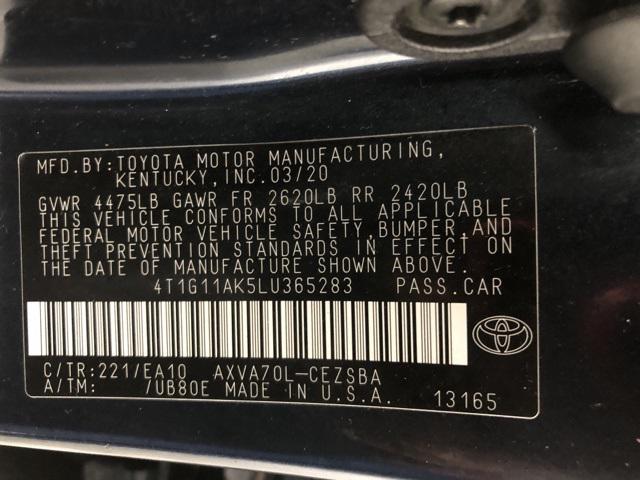 MFD.BY:TOYOTA MOTOR MANUFACTURING,
KENTUCKY,INC.03/20
GVWR 4475LB GAWR FR 2620LB RR 2420LB
THIS VEHICLE CONFORMS TO ALL APPLICABLE
FEDERAL MOTOR VEHICLE SAFETY,BUMPER,AND
THEFT PREVENTION STANDARDS IN EFFECT ON
THE DATE OF MANUFACTURE SHOWN ABOVE.
4T1G11AK5LU365283 PASS.CAR
C/TR:221/EA10 AXVA70L-CEZSBA
A/TM: /UB80E MADE IN U.S.A. 13165